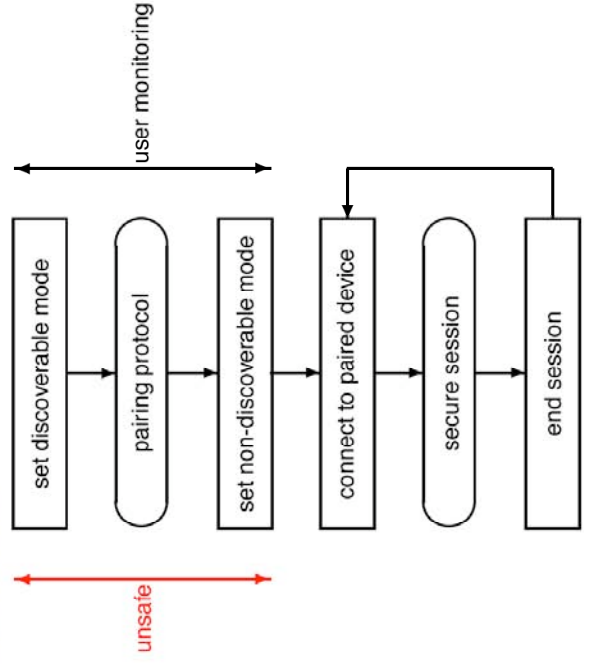 user monitoring
set discoverable mode
pairing protocol
set non-discoverable mode
connect to paired device
secure session
end session
unsafe